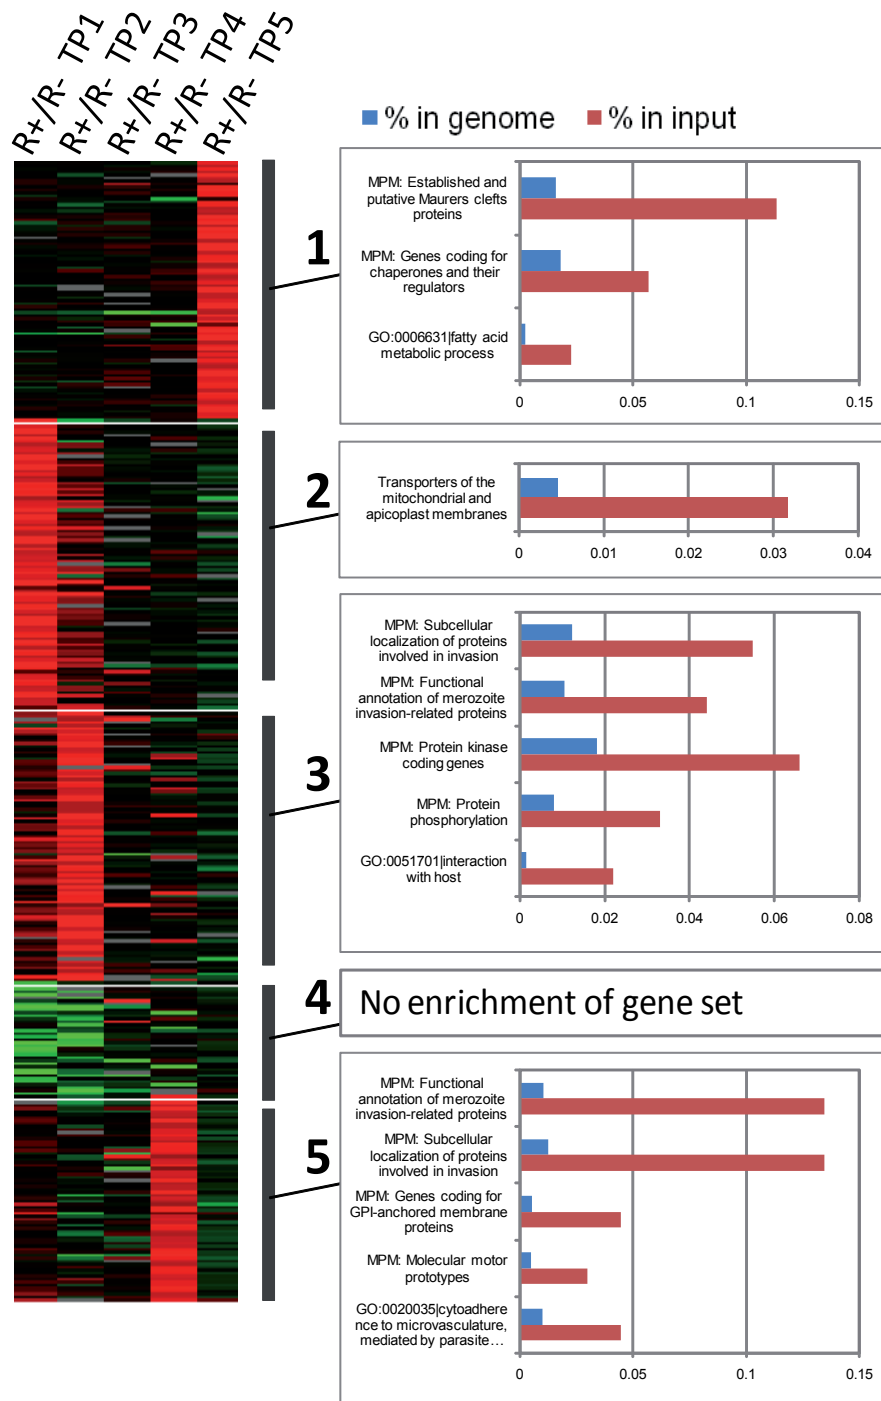 R+/R- TP1
R+/R- TP2
R+/R- TP3
R+/R- TP4
R+/R- TP5
% in genome % in input
1
MPM: Established and
putative Maurers clefts
proteins
MPM: Genes coding for
chaperones and their
regulators
GO:0006631|fatty acid
metabolic process
0 0.05 0.1 0.15
2
Transporters of the
mitochondrial and
apicoplast membranes
0 0.01 0.02 0.03 0.04
3
MPM: Subcellular
localization of proteins
involved in invasion
MPM: Functional
annotation of merozoite
invasion-related proteins
MPM: Protein kinase
coding genes
MPM: Protein
phosphorylation
GO:0051701|interaction
with host
0 0.02 0.04 0.06 0.08
4
No enrichment of gene set
5
MPM: Functional
annotation of merozoite
invasion-related proteins
MPM: Subcellular
localization of proteins
involved in invasion
MPM: Genes coding for
GPI-anchored membrane
proteins
MPM: Molecular motor
prototypes
GO:0020035|cytoadhere
nce to microvasculature,
mediated by parasite…
0 0.05 0.1 0.15